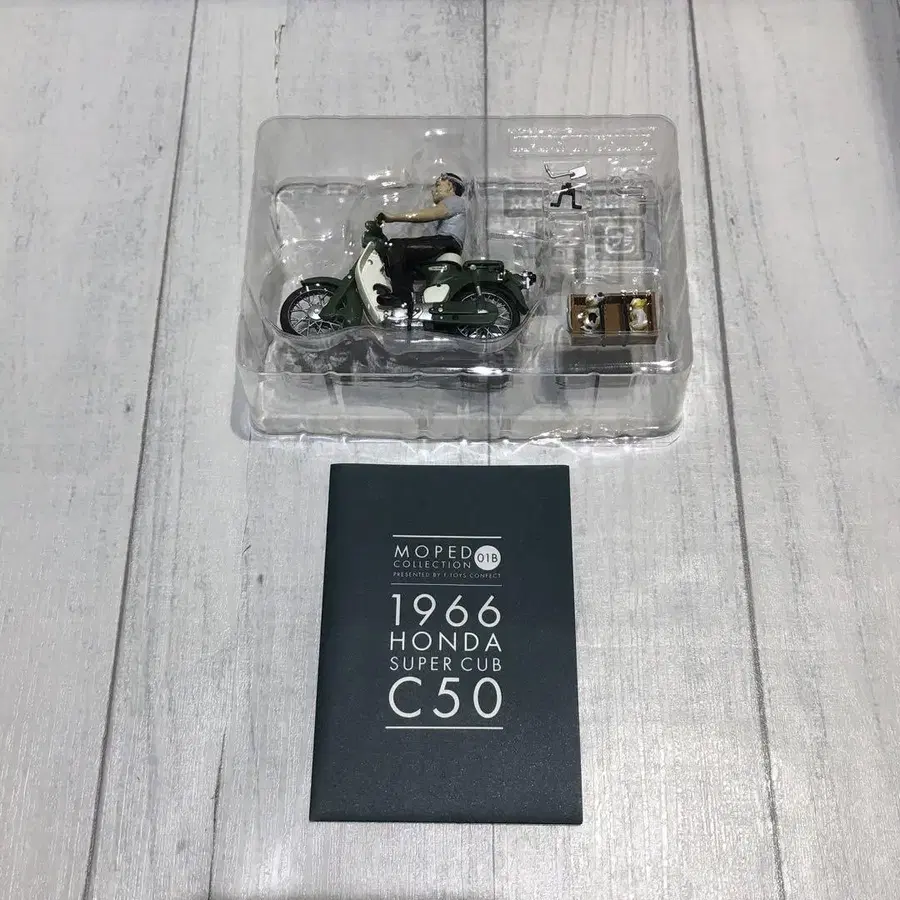 MOPED
COLLECTION
01B
PRESENTED BY F TOYS CONFECT
1966
HONDA
SUPER CUB
C50